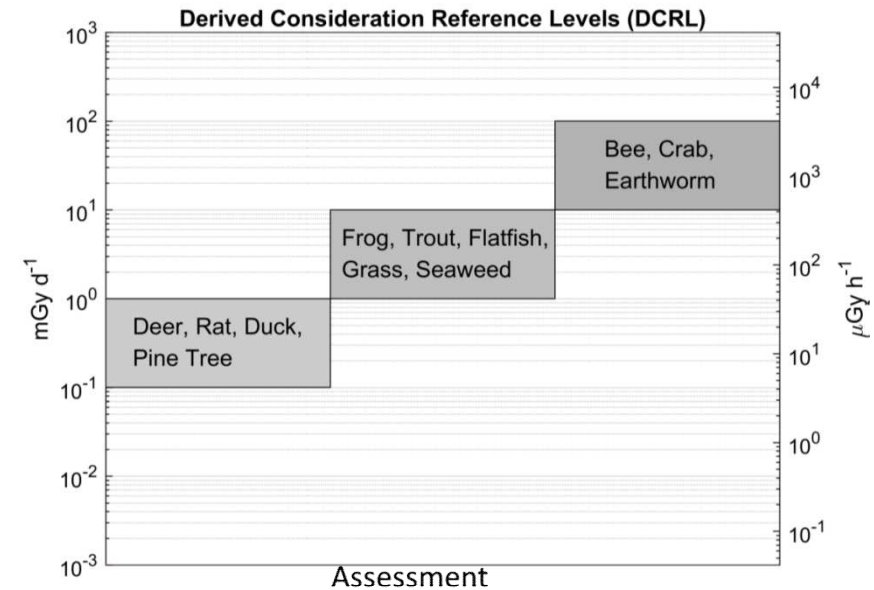 Derived Consideration Reference Levels (DCRL)
10³
10²
10¹
10⁰
10⁻¹
10⁻²
10⁻³
mGy d⁻¹
Bee, Crab,
Earthworm
Frog, Trout, Flatfish,
Grass, Seaweed
Deer, Rat, Duck,
Pine Tree
10⁴
10³
10²
10¹
10⁰
10⁻¹
μGy h⁻¹
Assessment